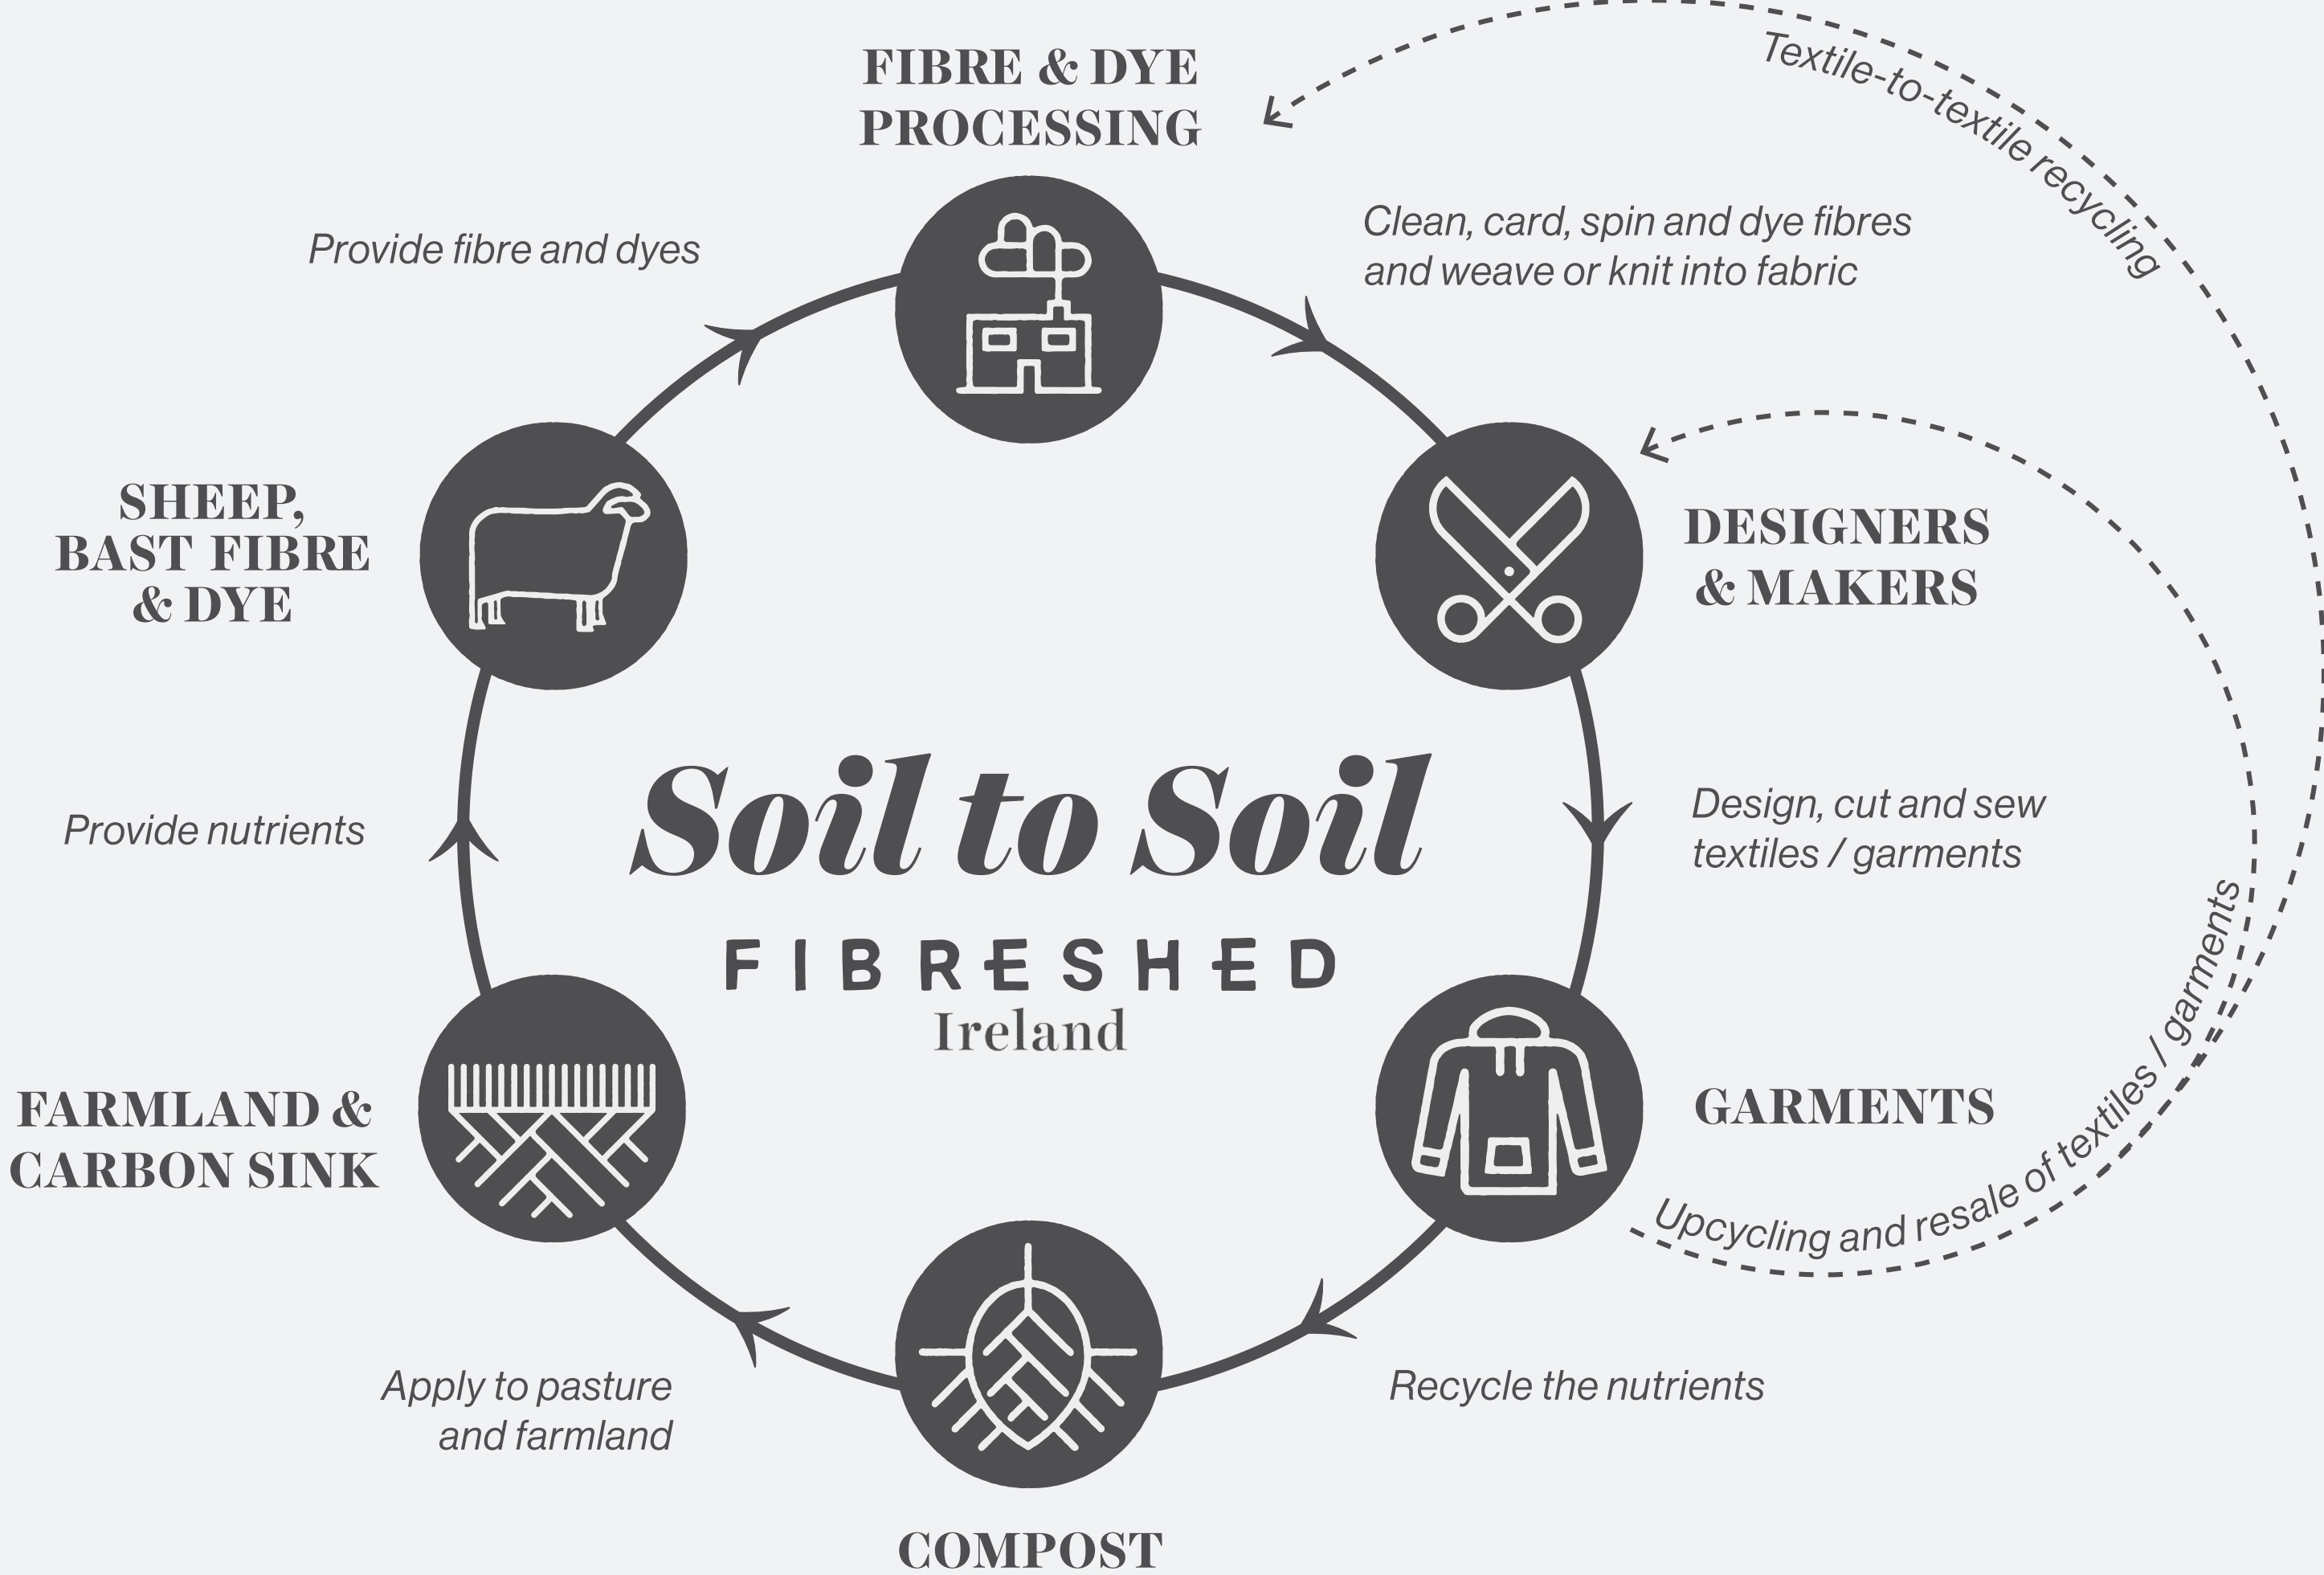 FIBRE & DYE
PROCESSING
Textile-to-textile recycling
Provide fibre and dyes
Clean, card, spin and dye fibres
and weave or knit into fabric
SHEEP,
BAST FIBRE
& DYE
DESIGNERS
& MAKERS
Soil to Soil
FIBRESHED
Ireland
Provide nutrients
Design, cut and sew
textiles / garments
FARMLAND &
CARBON SINK
GARMENTS
Upcycling and resale of textiles / garments
Apply to pasture
and farmland
Recycle the nutrients
COMPOST